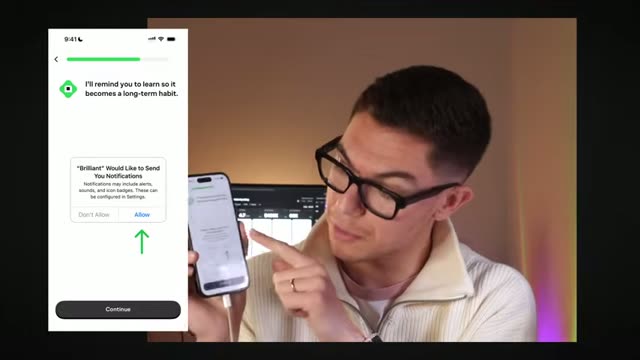 9:41
I'll remind you to learn so it
becomes a long-term habit.
"Brilliant" Would Like to Send
You Notifications
Notifications may include alerts,
sounds, and icon badges. These can
be configured in Settings.
Don't Allow
Allow
Continue